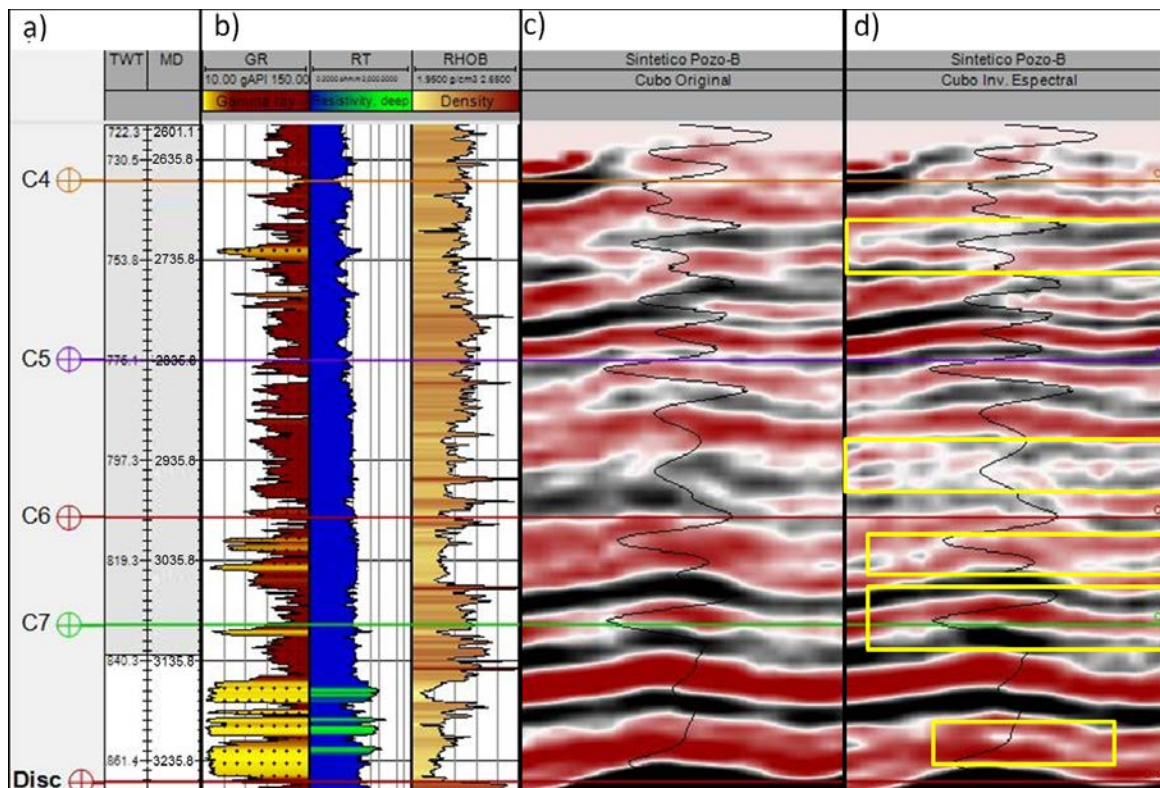 a)
b)
c)
d)
TWT MD GR RT RHOB Sintetico Pozo-B Sintetico Pozo-B
10.00 gAPI 150.00 1.9500 g/cm3 2.6500 Cubo Original Cubo Inv. Espectral
Gamma ray Resistivity, deep Density
722.3 2601.1
730.5 2635.8
C4
753.8 2735.8
C5 776.1 2835.8
797.3 2935.8
C6
819.3 3035.8
C7
840.3 3135.8
861.4 3235.8
Disc